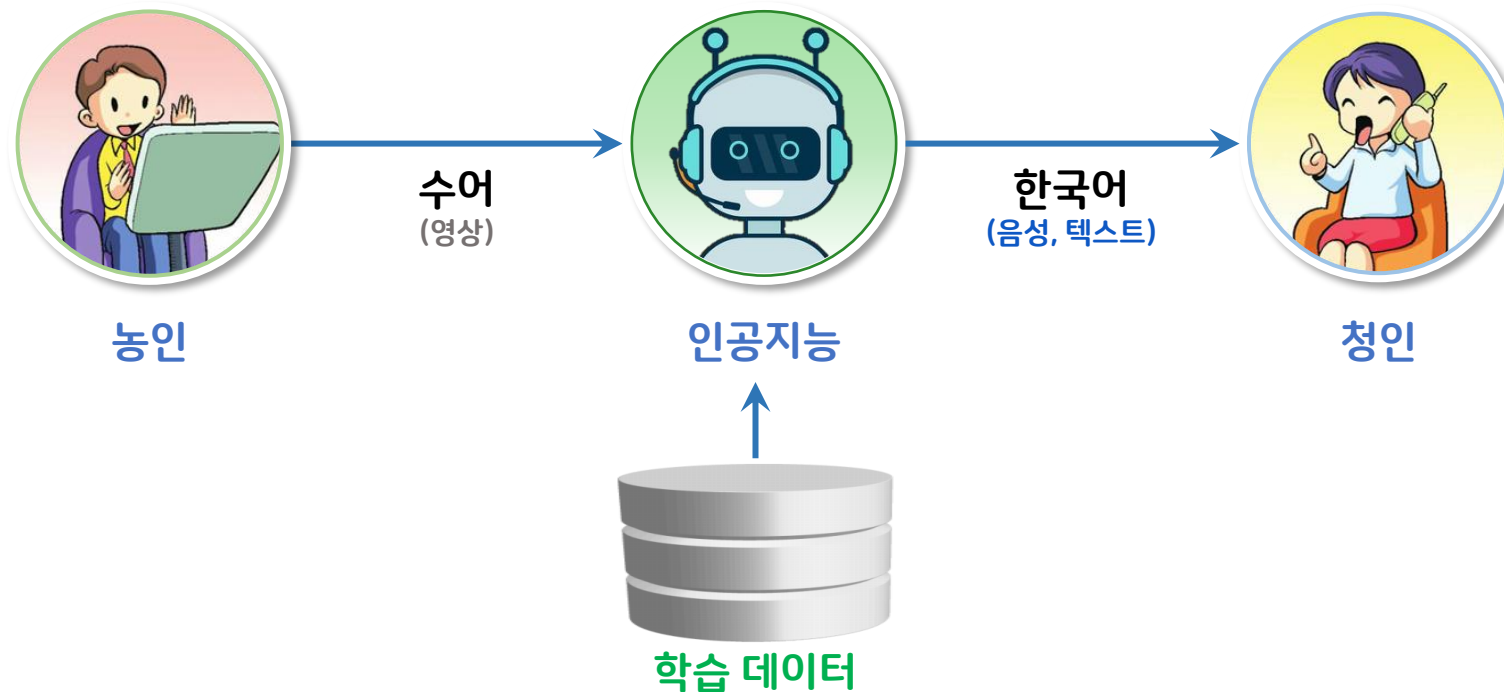 수어
(영상)
한국어
(음성, 텍스트)
농인
인공지능
청인
학습 데이터